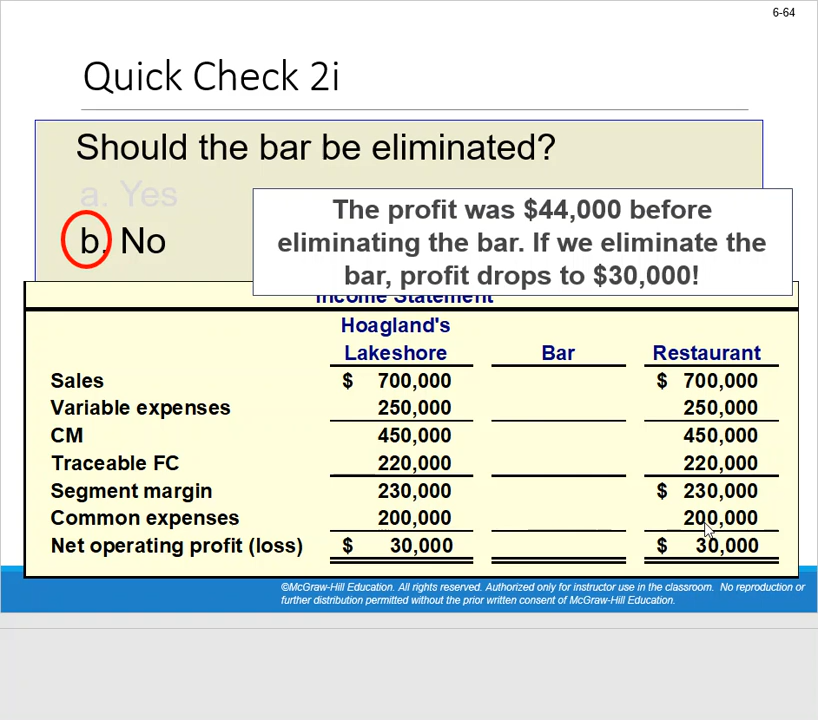 6-64
Quick Check 2i
Should the bar be eliminated?
a. Yes
b. No
The profit was $44,000 before
eliminating the bar. If we eliminate the
bar, profit drops to $30,000!
Income Statement
Hoagland's
Lakeshore Bar Restaurant
Sales $ 700,000 $ 700,000
Variable expenses 250,000 250,000
CM 450,000 450,000
Traceable FC 220,000 220,000
Segment margin 230,000 $ 230,000
Common expenses 200,000 200,000
Net operating profit (loss) $ 30,000 $ 30,000
©McGraw-Hill Education. All rights reserved. Authorized only for instructor use in the classroom. No reproduction or
further distribution permitted without the prior written consent of McGraw-Hill Education.